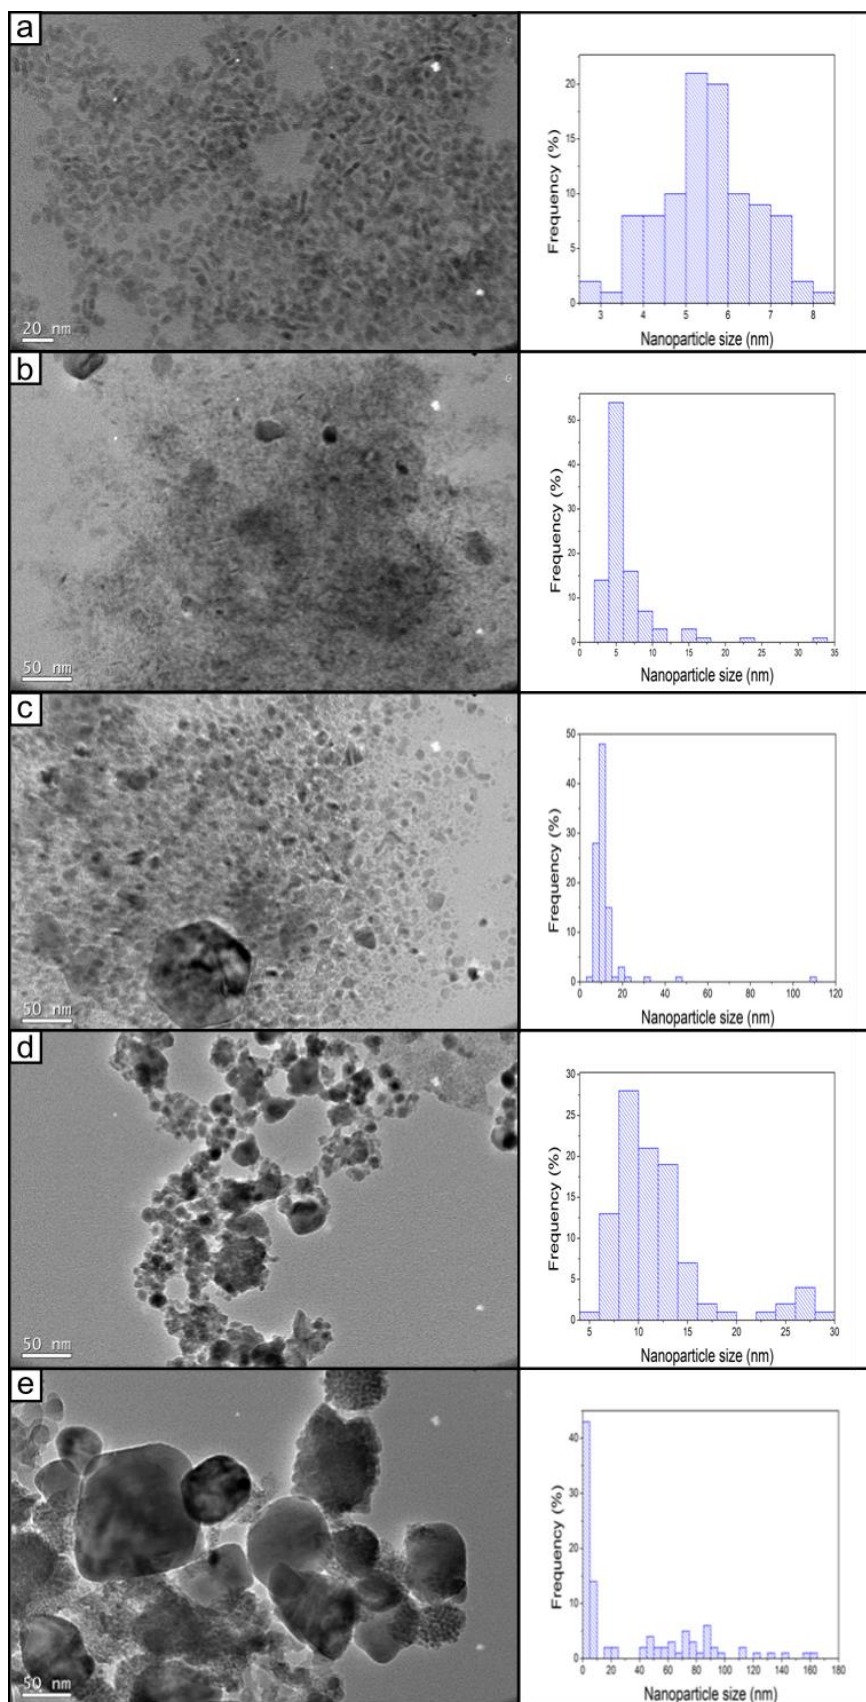 a
20 nm
Frequency (%)
20
15
10
5
0
3 4 5 6 7 8
Nanoparticle size (nm)
b
50 nm
Frequency (%)
50
40
30
20
10
0
0 5 10 15 20 25 30 35
Nanoparticle size (nm)
c
50 nm
Frequency (%)
50
40
30
20
10
0
0 20 40 60 80 100 120
Nanoparticle size (nm)
d
50 nm
Frequency (%)
30
25
20
15
10
5
0
5 10 15 20 25 30
Nanoparticle size (nm)
e
50 nm
Frequency (%)
40
30
20
10
0
0 20 40 60 80 100 120 140 160 180
Nanoparticle size (nm)